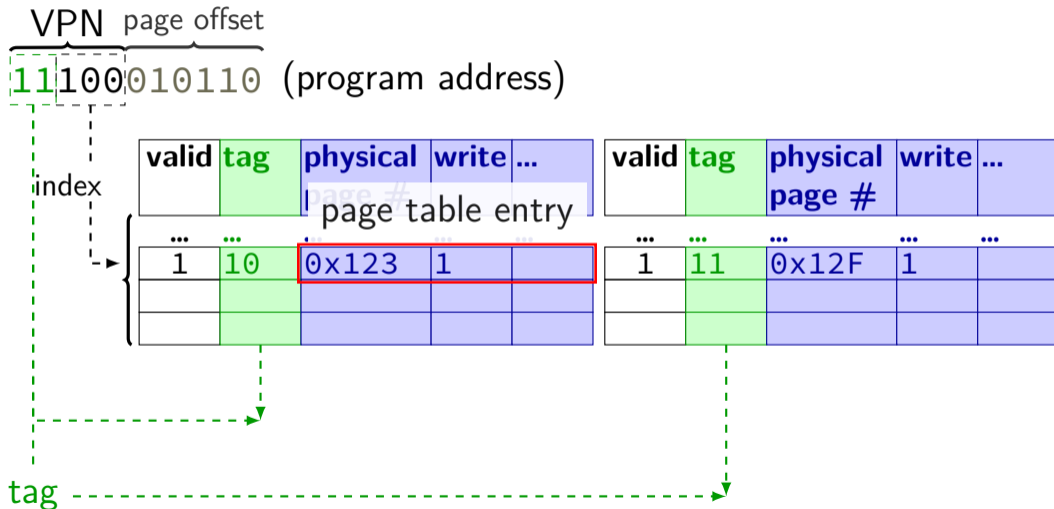 VPN page offset
11100010110 (program address)
index
valid tag physical page # write ... valid tag physical page # write ...
page table entry
... ... ... ... ... ... ... ... ...
1 10 0x123 1 1 11 0x12F 1
tag